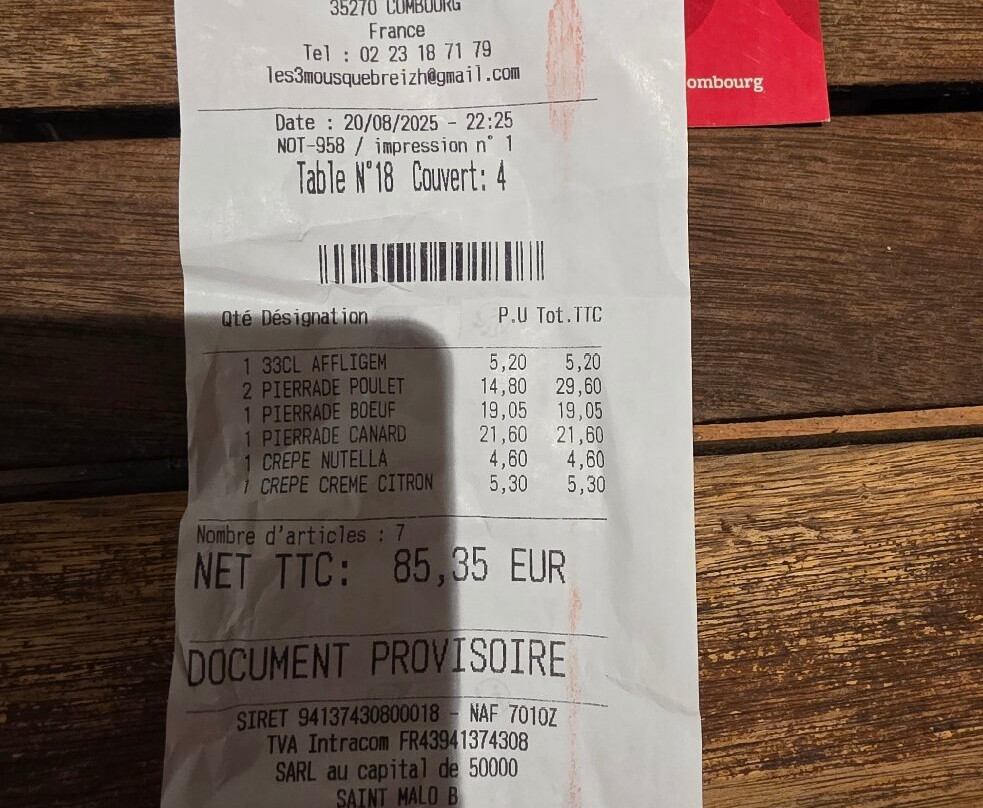 35270 COMBOURG
France
Tel : 02 23 18 71 79
les3mousquebreizh@gmail.com
ombourg
Date : 20/08/2025 - 22:25
NOT-958 / impression n° 1
Table N°18 Couvert: 4
Qté Désignation P.U Tot.TTC
1 33CL AFFLIGEM 5,20 5,20
2 PIERRADE POULET 14,80 29,60
1 PIERRADE BOEUF 19,05 19,05
1 PIERRADE CANARD 21,60 21,60
1 CREPE NUTELLA 4,60 4,60
1 CREPE CREME CITRON 5,30 5,30
Nombre d'articles : 7
NET TTC: 85,35 EUR
DOCUMENT PROVISOIRE
SIRET 94137430800018 - NAF 7010Z
TVA Intracom FR43941374308
SARL au capital de 50000
SAINT MALO B